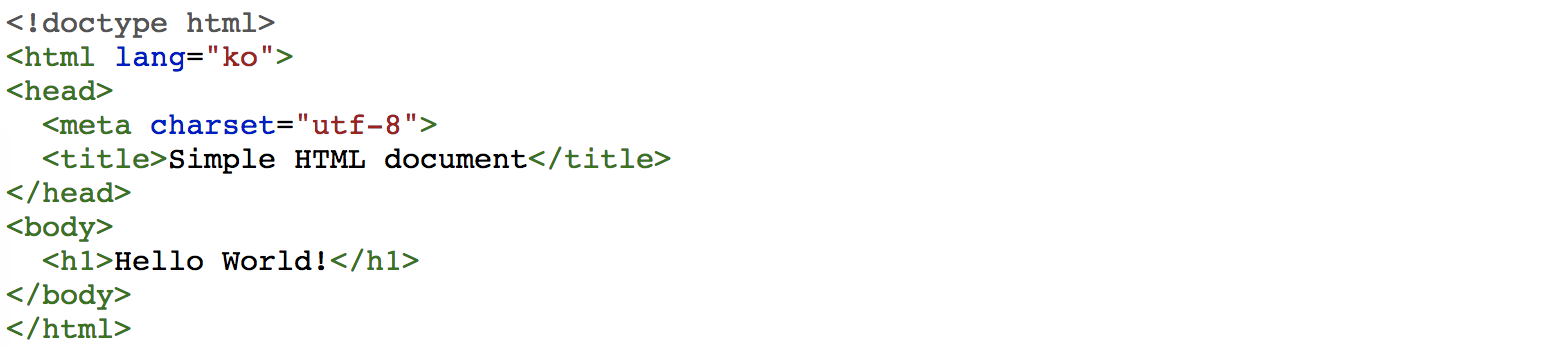 <!doctype html>
<html lang="ko">
<head>
  <meta charset="utf-8">
  <title>Simple HTML document</title>
</head>
<body>
  <h1>Hello World!</h1>
</body>
</html>